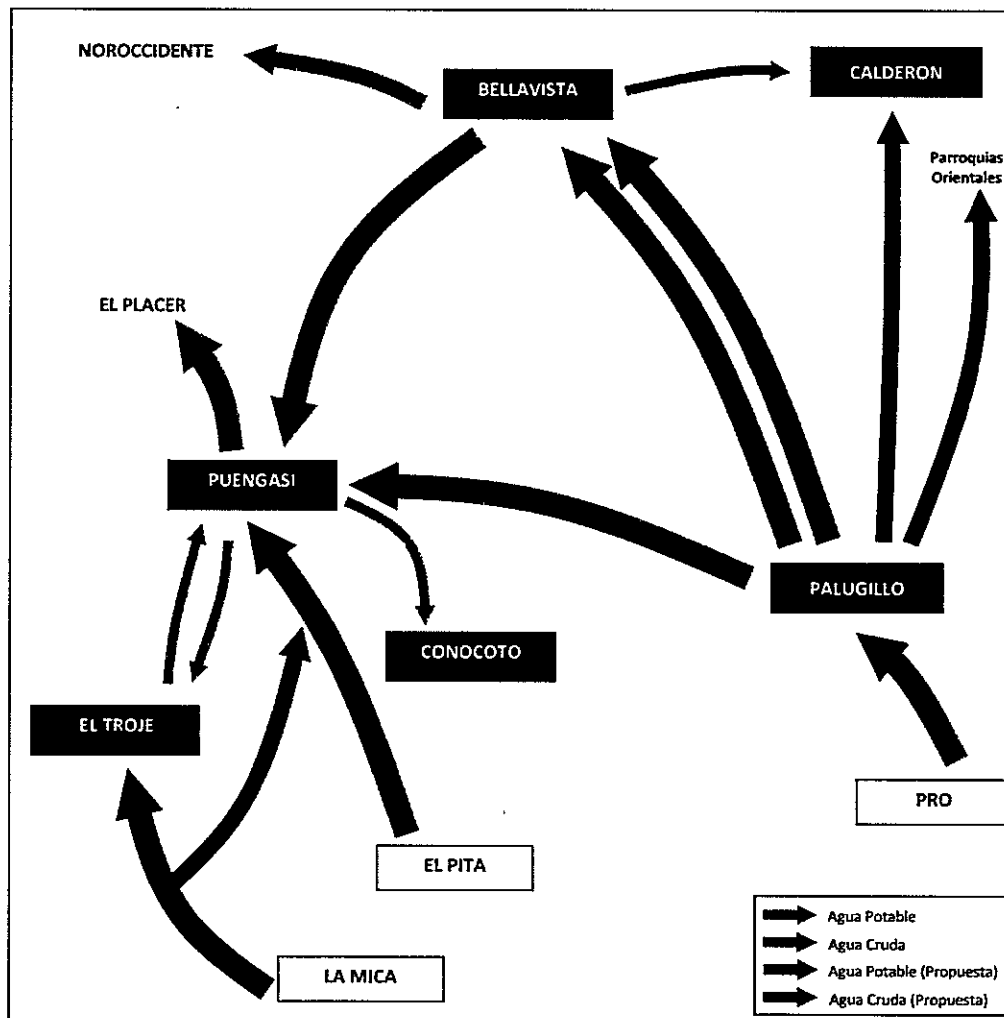 NOROCCIDENTE
BELLAVISTA
CALDERON
Parroquias
Orientales
EL PLACER
PUENGASI
PALUGILLO
CONOCOTO
EL TROJE
PRO
EL PITA
LA MICA
Agua Potable
Agua Cruda
Agua Potable (Propuesta)
Agua Cruda (Propuesta)